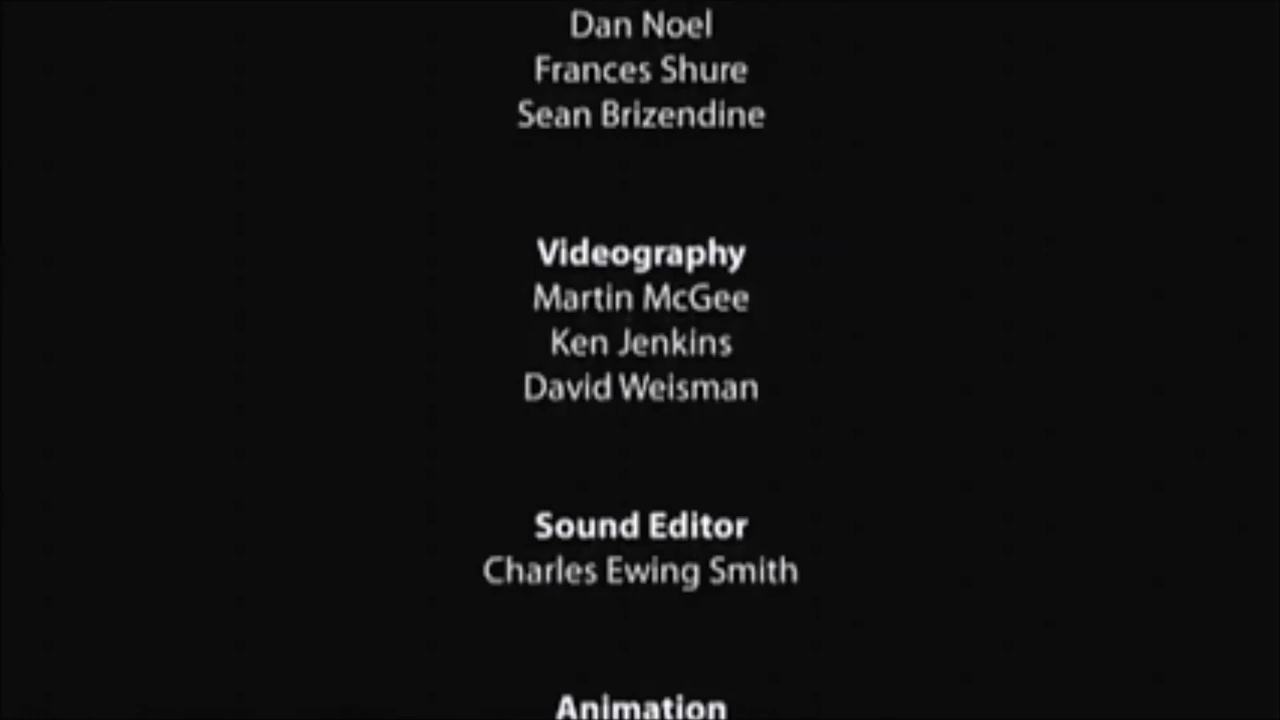 Dan Noel
Frances Shure
Sean Brizendine
Videography
Martin McGee
Ken Jenkins
David Weisman
Sound Editor
Charles Ewing Smith
Animation